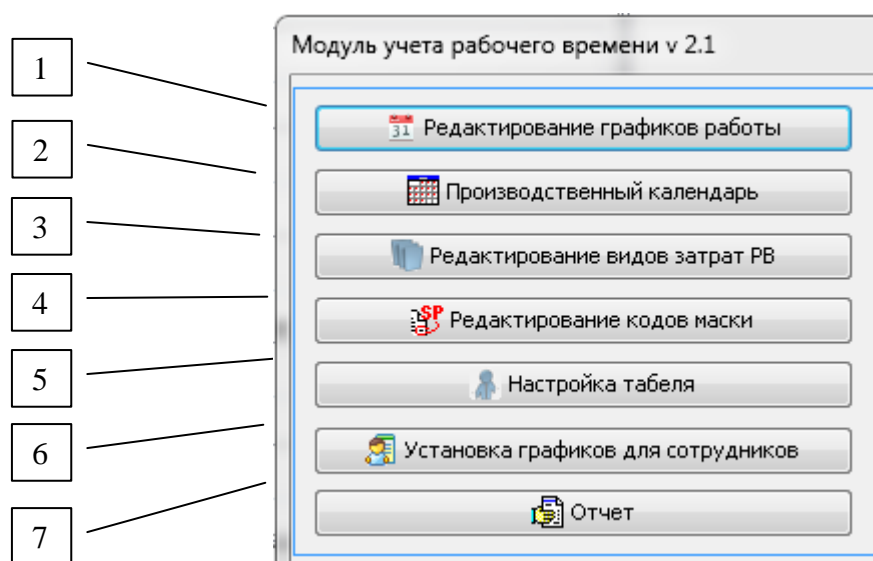 Модуль учета рабочего времени v 2.1
1
31 Редактирование графиков работы
2
Производственный календарь
3
Редактирование видов затрат РВ
4
SP Редактирование кодов маски
5
Настройка табеля
6
Установка графиков для сотрудников
7
Отчет